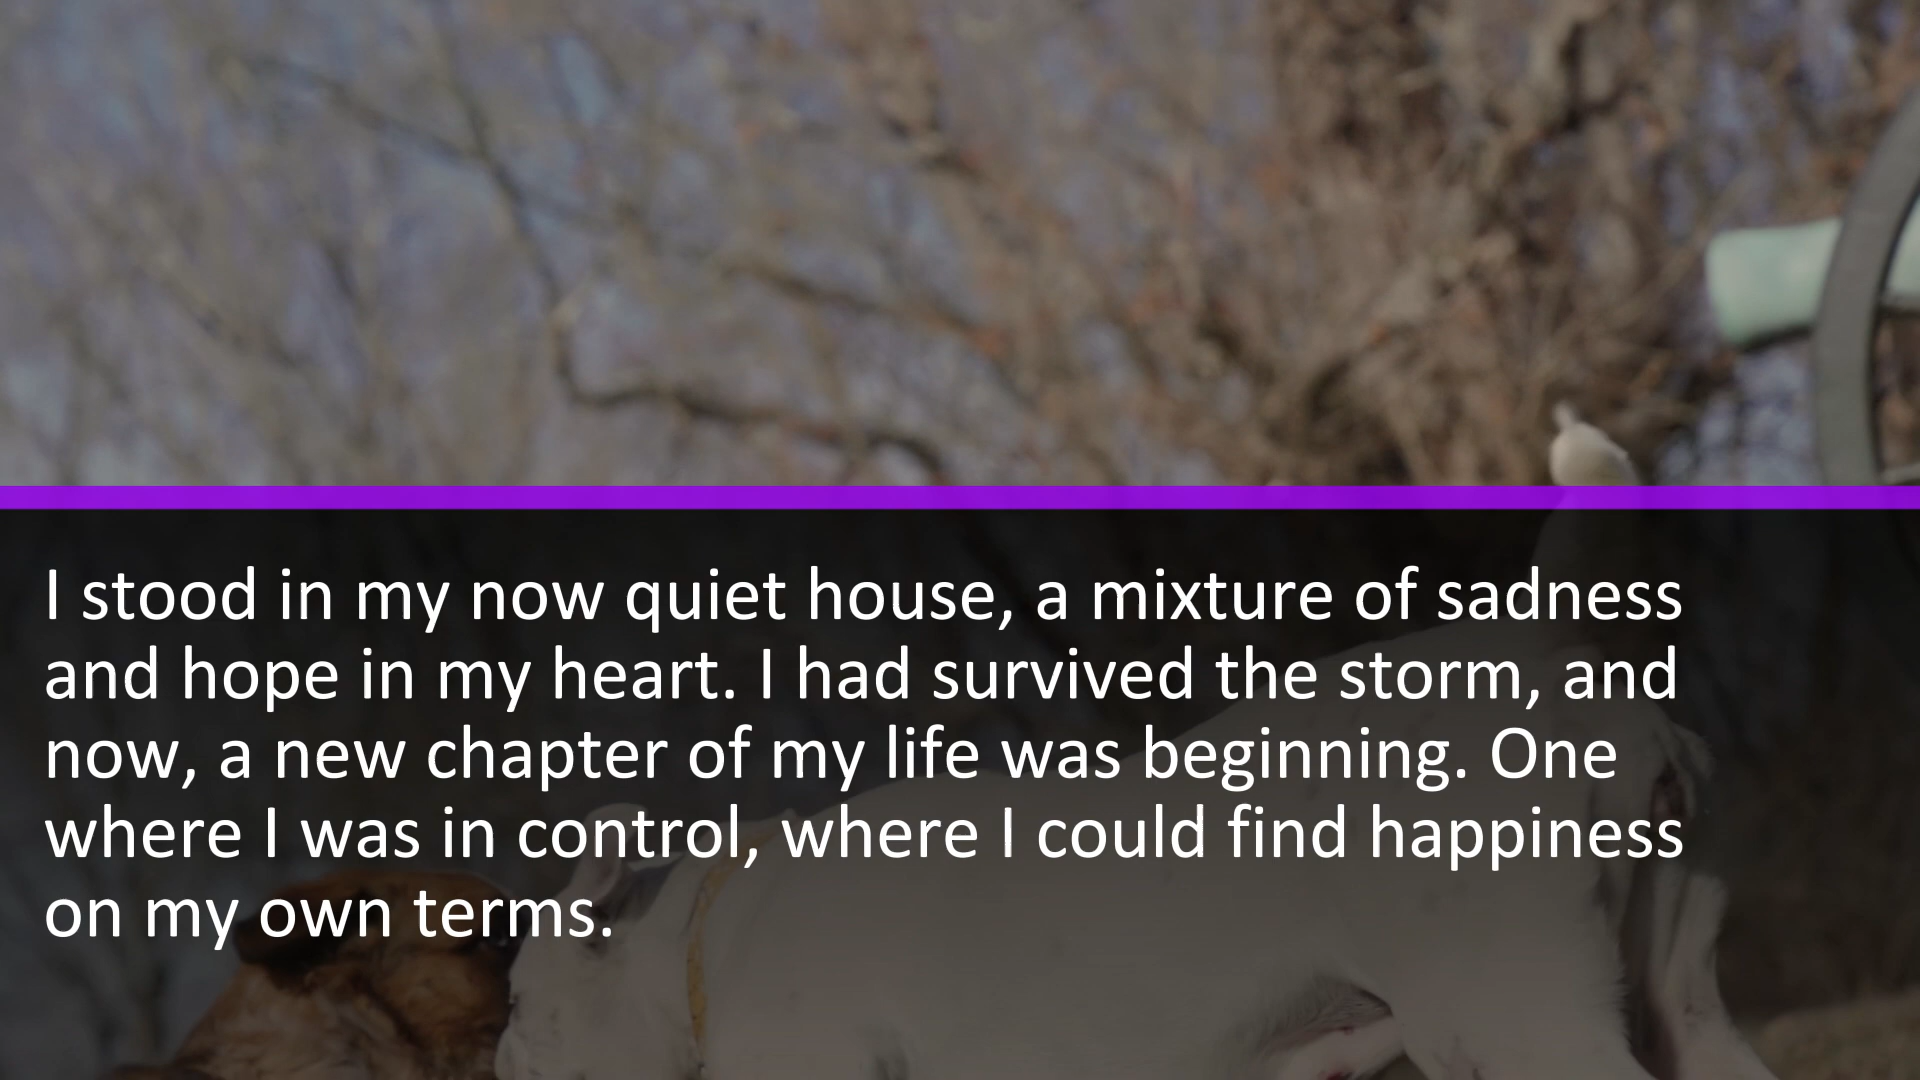 I stood in my now quiet house, a mixture of sadness
and hope in my heart. I had survived the storm, and
now, a new chapter of my life was beginning. One
where I was in control, where I could find happiness
on my own terms.